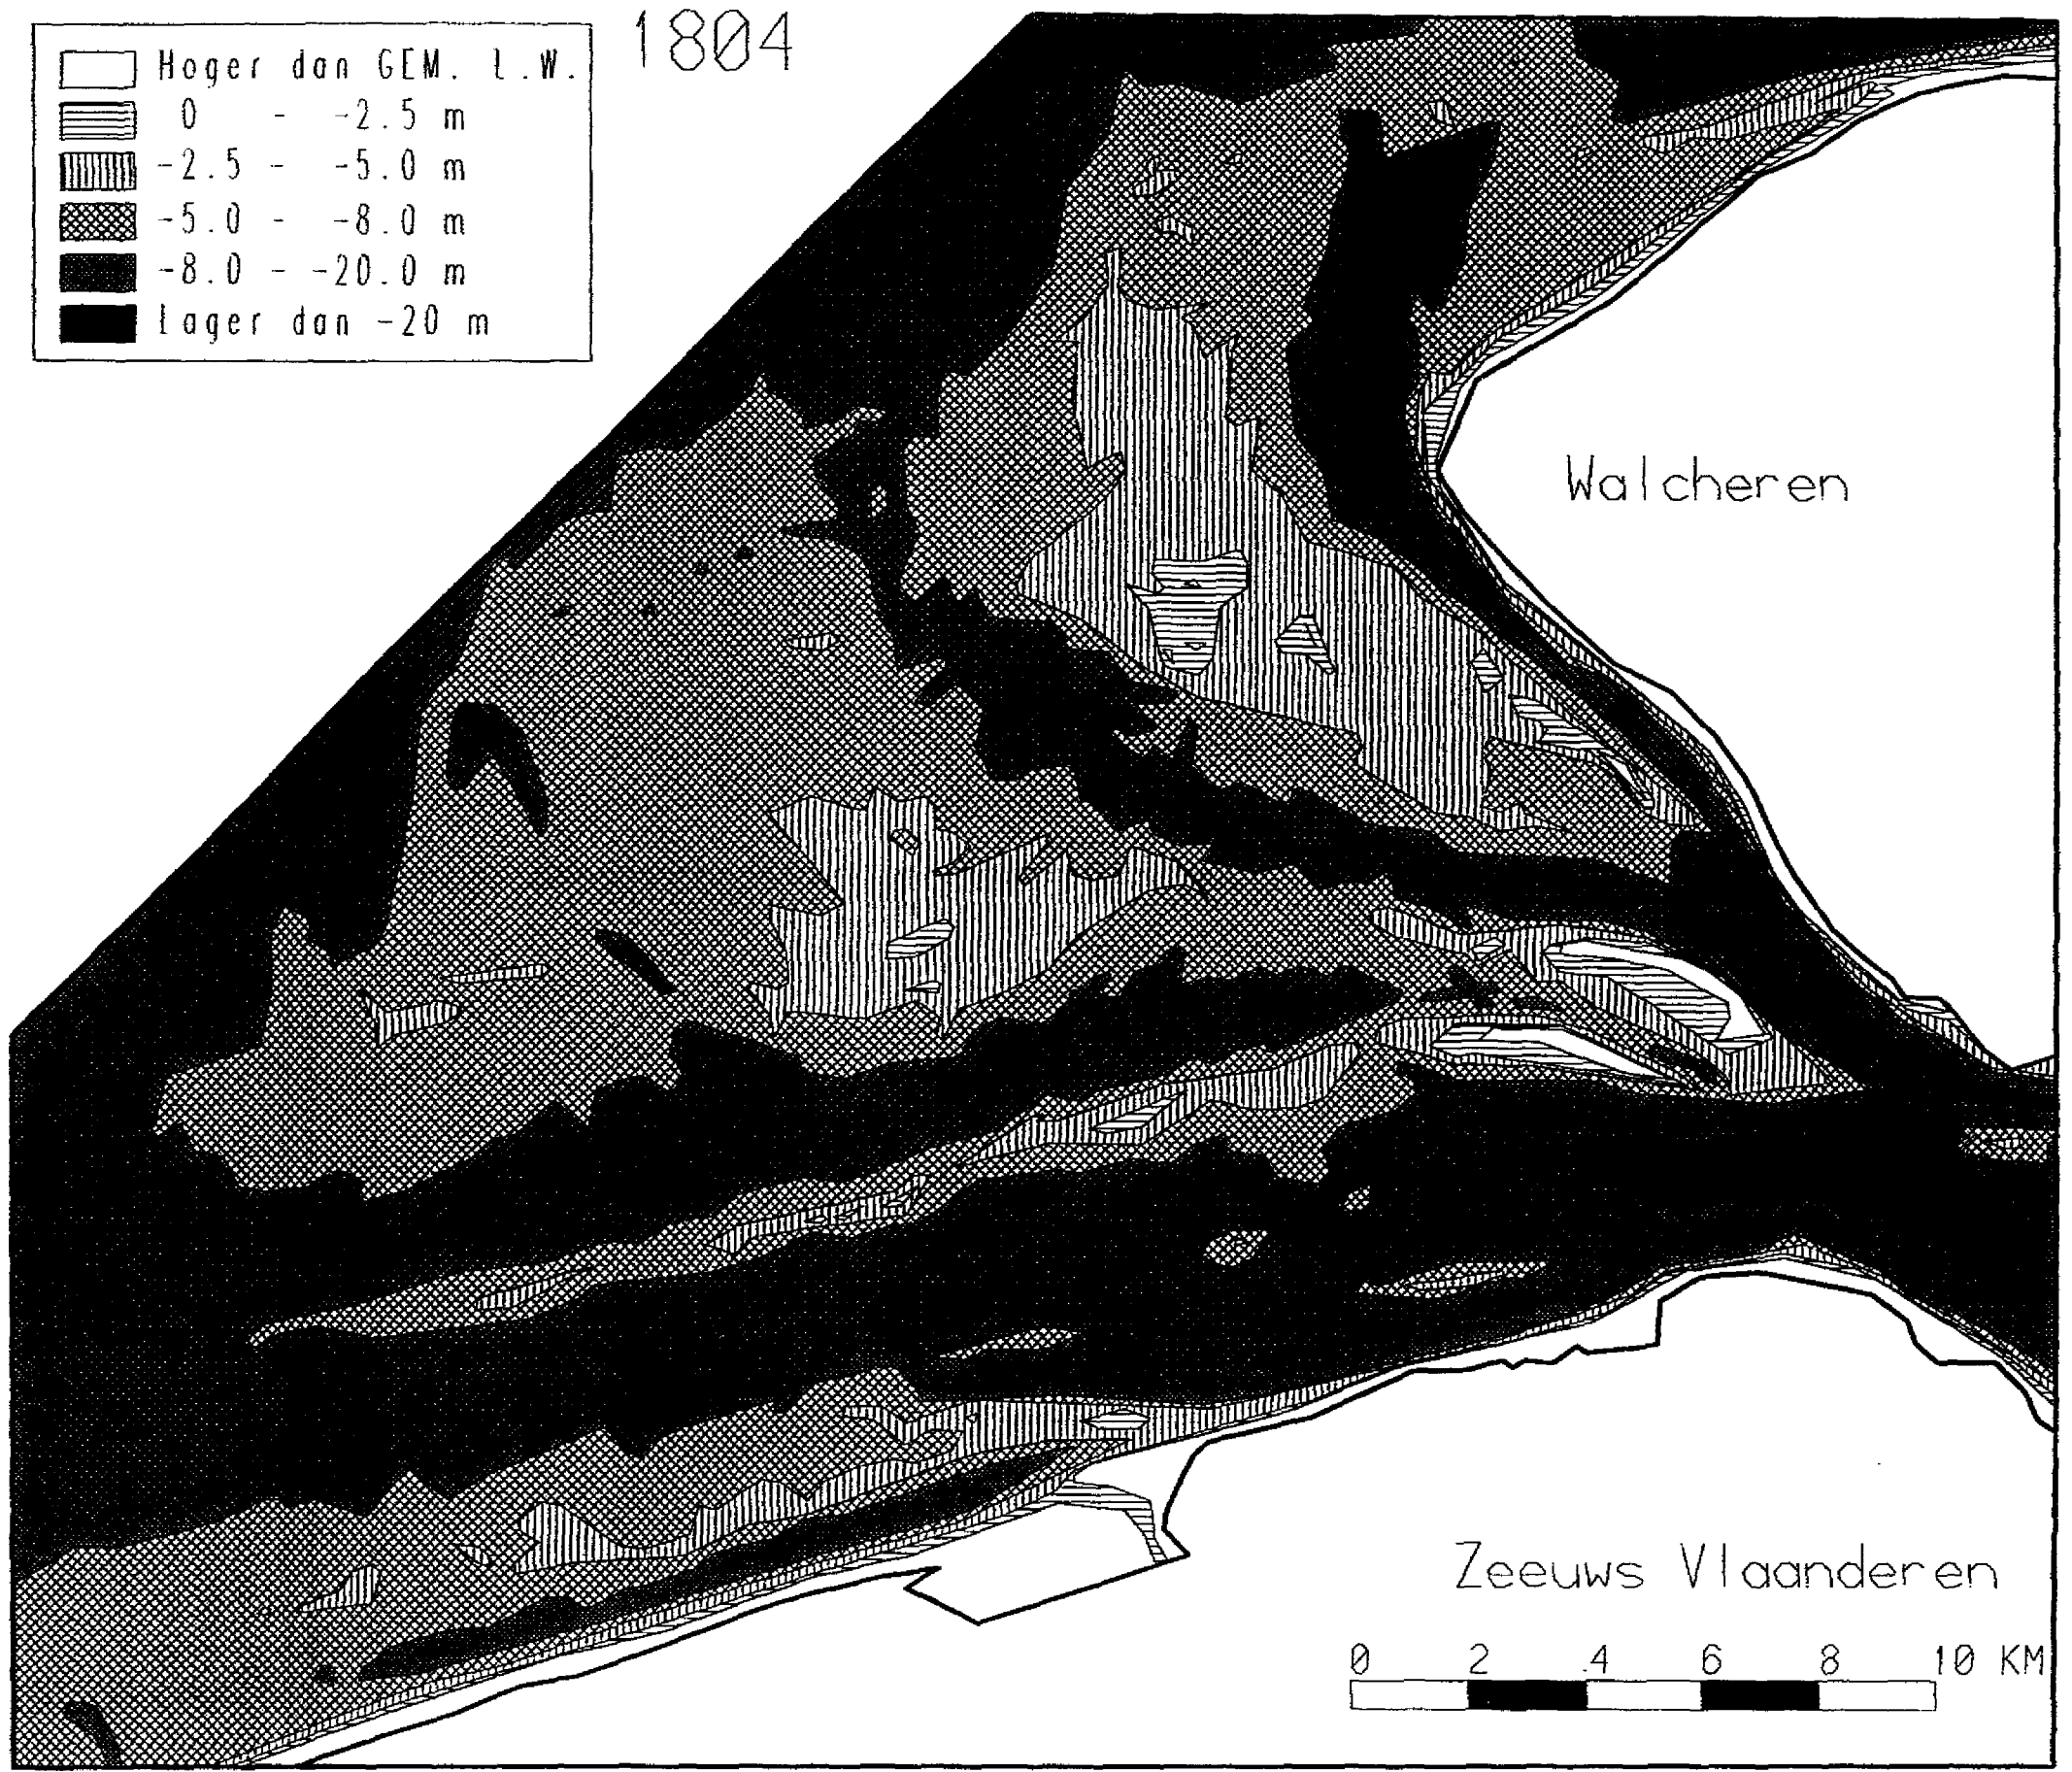 1804
Hoger dan GEM. L.W.
0 - -2.5 m
-2.5 - -5.0 m
-5.0 - -8.0 m
-8.0 - -20.0 m
Lager dan -20 m
Walcheren
Zeeuws Vlaanderen
0 2 4 6 8 10 KM